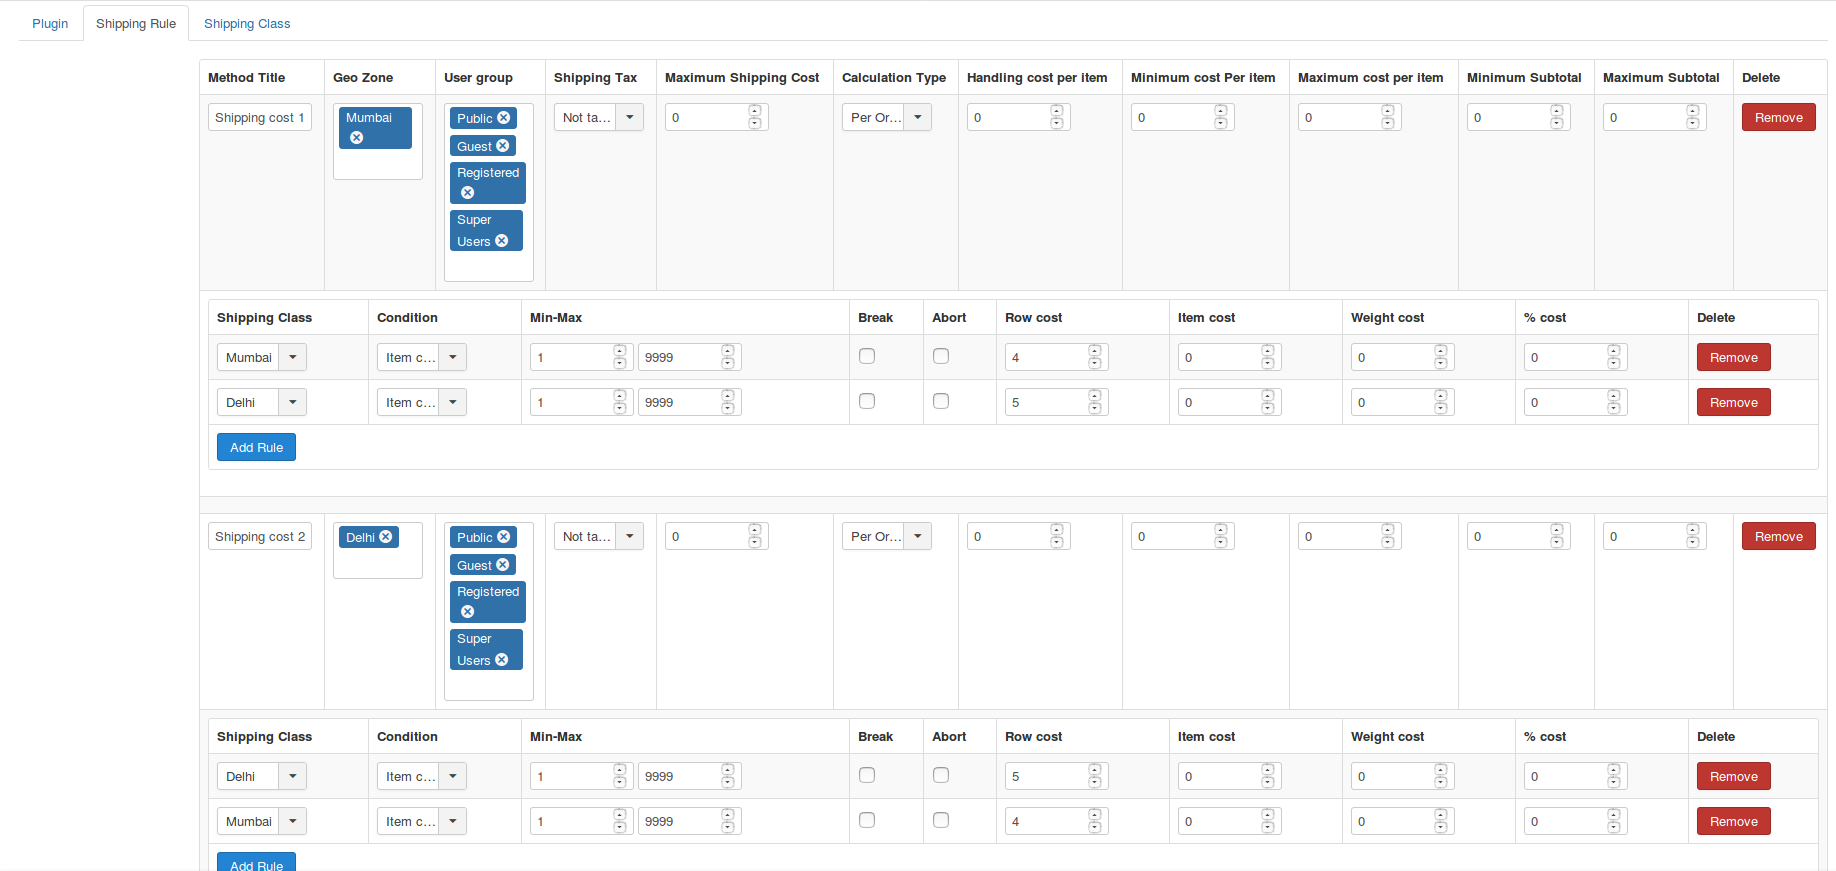 Plugin Shipping Rule Shipping Class
Method Title Geo Zone User group Shipping Tax Maximum Shipping Cost Calculation Type Handling cost per item Minimum cost Per item Maximum cost per item Minimum Subtotal Maximum Subtotal Delete
Shipping cost 1 Mumbai Public Not ta... 0 Per Or... 0 0 0 0 0 Remove
Guest
Registered
Super
Users
Shipping Class Condition Min-Max Break Abort Row cost Item cost Weight cost % cost Delete
Mumbai Item c... 1 9999 4 0 0 0 Remove
Delhi Item c... 1 9999 5 0 0 0 Remove
Add Rule
Shipping cost 2 Delhi Public Not ta... 0 Per Or... 0 0 0 0 0 Remove
Guest
Registered
Super
Users
Shipping Class Condition Min-Max Break Abort Row cost Item cost Weight cost % cost Delete
Delhi Item c... 1 9999 5 0 0 0 Remove
Mumbai Item c... 1 9999 4 0 0 0 Remove
Add Rule